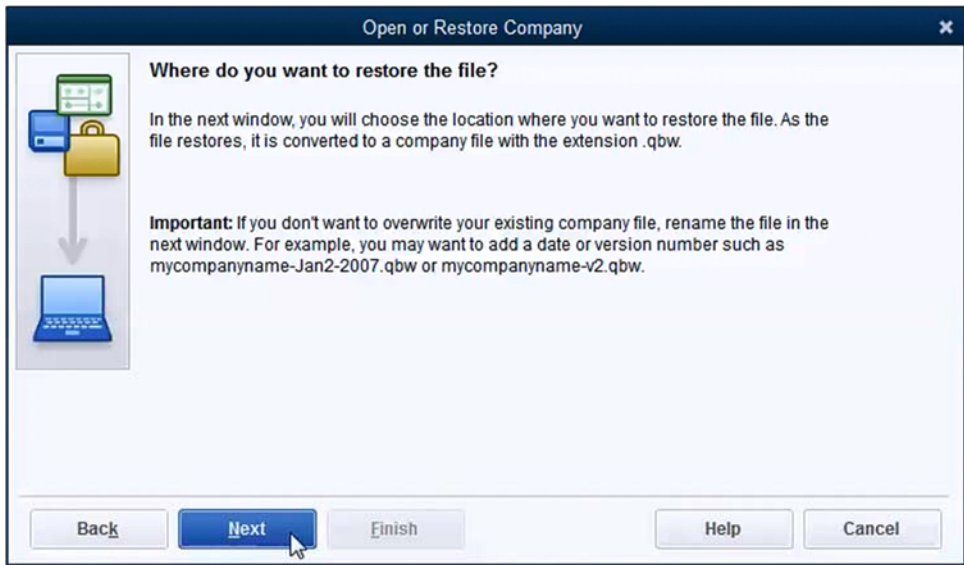 Open or Restore Company
Where do you want to restore the file?
In the next window, you will choose the location where you want to restore the file. As the
file restores, it is converted to a company file with the extension .qbw.
Important: If you don't want to overwrite your existing company file, rename the file in the
next window. For example, you may want to add a date or version number such as
mycompanyname-Jan2-2007.qbw or mycompanyname-v2.qbw.
Back Next Finish Help Cancel